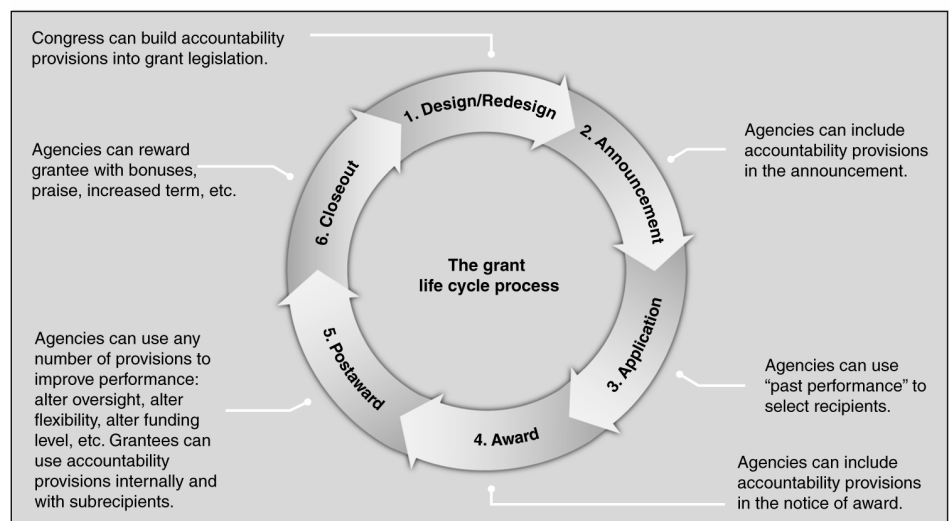 Congress can build accountability
provisions into grant legislation.
1. Design/Redesign
2. Announcement
Agencies can include
accountability provisions
in the announcement.
Agencies can reward
grantee with bonuses,
praise, increased term, etc.
6. Closeout
The grant
life cycle process
3. Application
Agencies can use
“past performance” to
select recipients.
5. Postaward
Agencies can use any
number of provisions to
improve performance:
alter oversight, alter
flexibility, alter funding
level, etc. Grantees can
use accountability
provisions internally and
with subrecipients.
4. Award
Agencies can include
accountability provisions
in the notice of award.